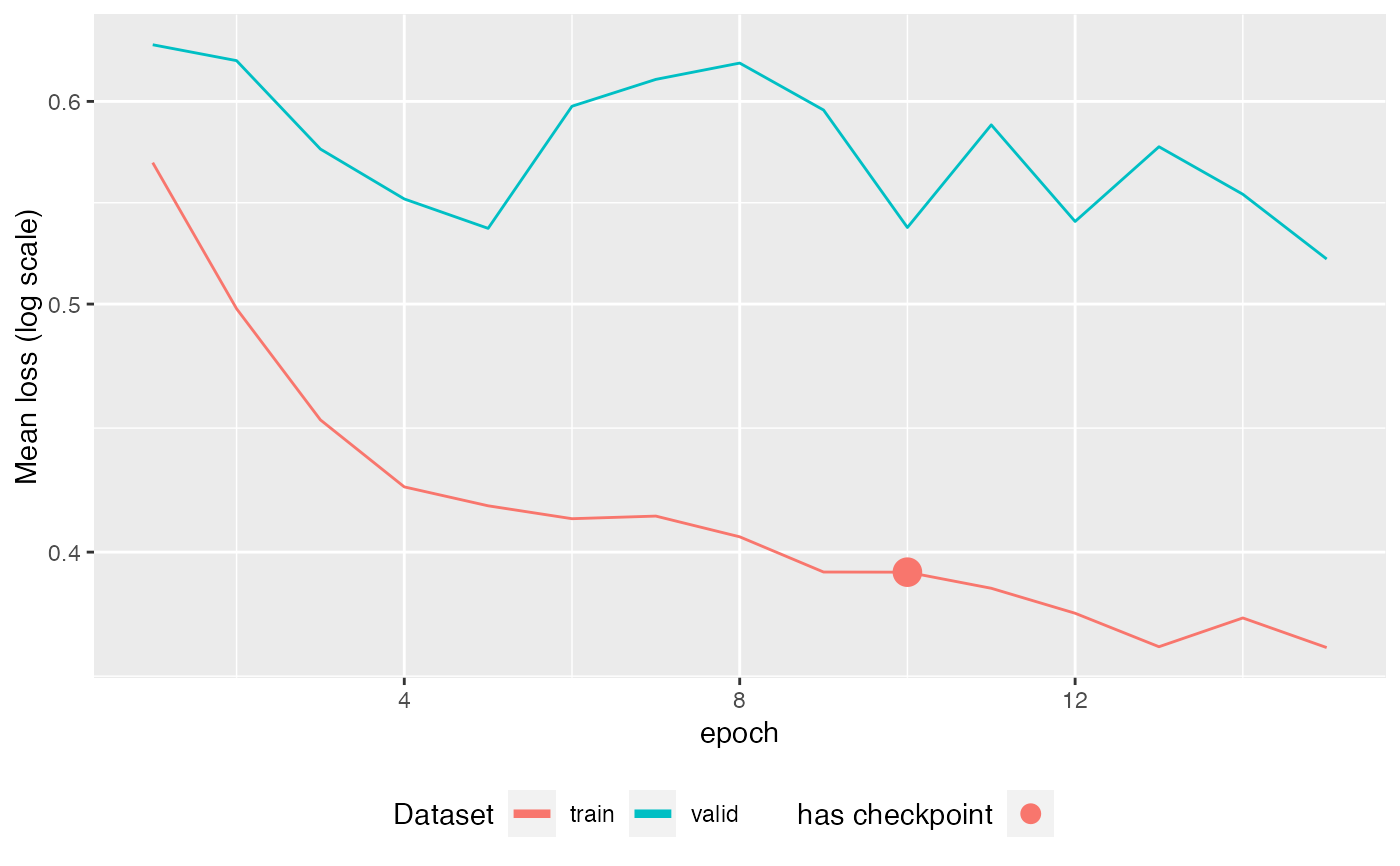 Mean loss (log scale)
0.6
0.5
0.4
4 8 12
epoch
Dataset train valid has checkpoint